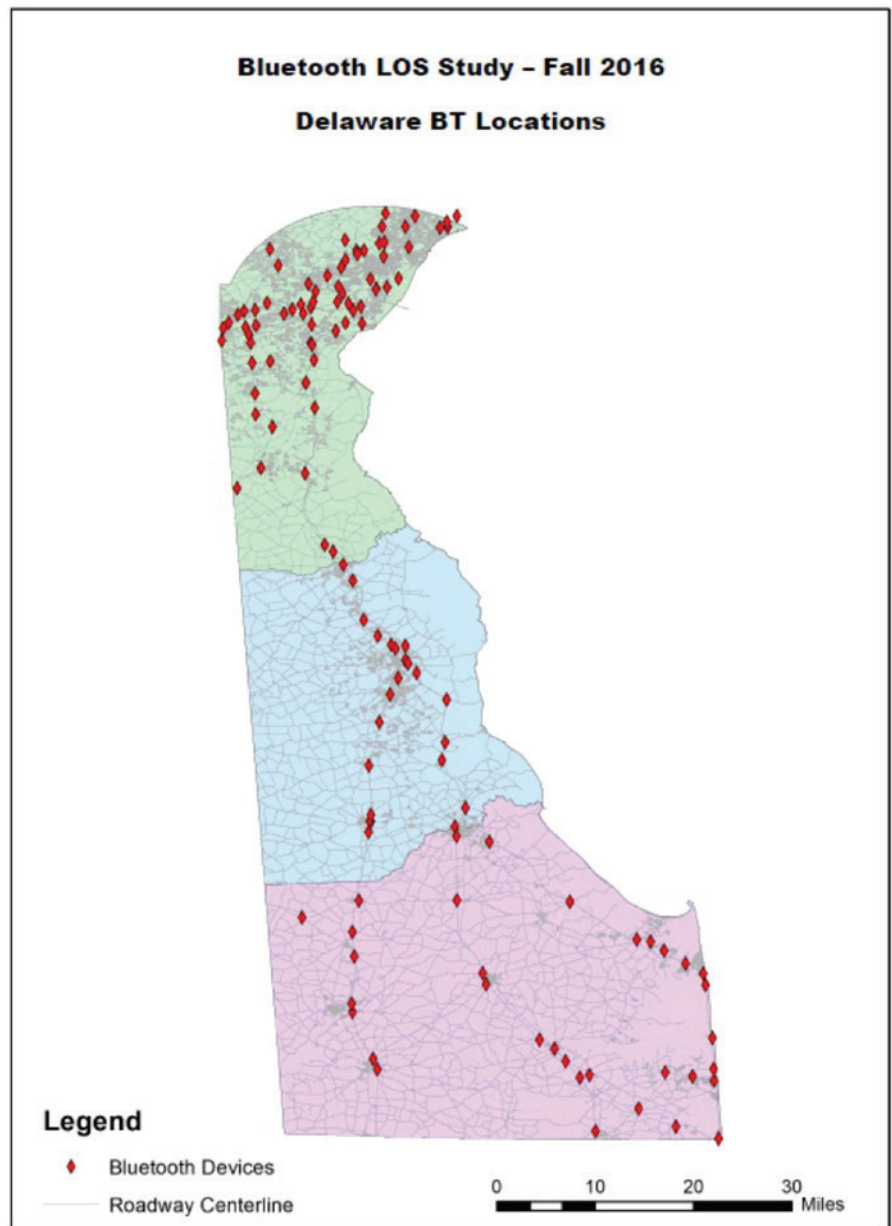 Bluetooth LOS Study – Fall 2016
Delaware BT Locations
Legend
Bluetooth Devices
Roadway Centerline
0 10 20 30
Miles